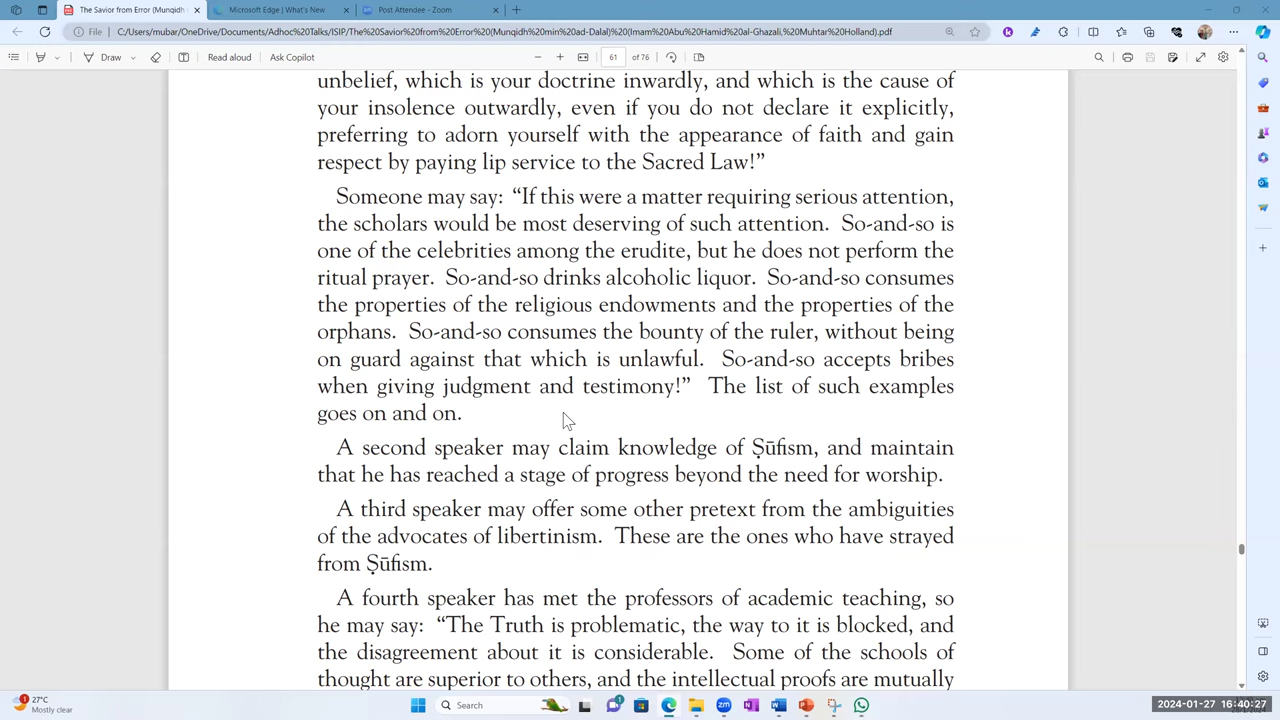 The Savior from Error (Munqidh
Microsoft Edge | What's New
Post Attendee - Zoom
File
C:/Users/mubar/OneDrive/Documents/Adhoc%20Talks/ISIP/The%20Savior%20from%20Error%20(Munqidh%20min%20ad-Dalal)%20(Imam%20Abu%20Hamid%20al-Ghazali,%20Muhtar%20Holland).pdf
Draw
Read aloud
Ask Copilot
61 of 76
unbelief, which is your doctrine inwardly, and which is the cause of
your insolence outwardly, even if you do not declare it explicitly,
preferring to adorn yourself with the appearance of faith and gain
respect by paying lip service to the Sacred Law!”
Someone may say: “If this were a matter requiring serious attention,
the scholars would be most deserving of such attention. So-and-so is
one of the celebrities among the erudite, but he does not perform the
ritual prayer. So-and-so drinks alcoholic liquor. So-and-so consumes
the properties of the religious endowments and the properties of the
orphans. So-and-so consumes the bounty of the ruler, without being
on guard against that which is unlawful. So-and-so accepts bribes
when giving judgment and testimony!” The list of such examples
goes on and on.
A second speaker may claim knowledge of Ṣūfism, and maintain
that he has reached a stage of progress beyond the need for worship.
A third speaker may offer some other pretext from the ambiguities
of the advocates of libertinism. These are the ones who have strayed
from Ṣūfism.
A fourth speaker has met the professors of academic teaching, so
he may say: “The Truth is problematic, the way to it is blocked, and
the disagreement about it is considerable. Some of the schools of
thought are superior to others, and the intellectual proofs are mutually
27°C
Mostly clear
Search
2024-01-27 16:40:27